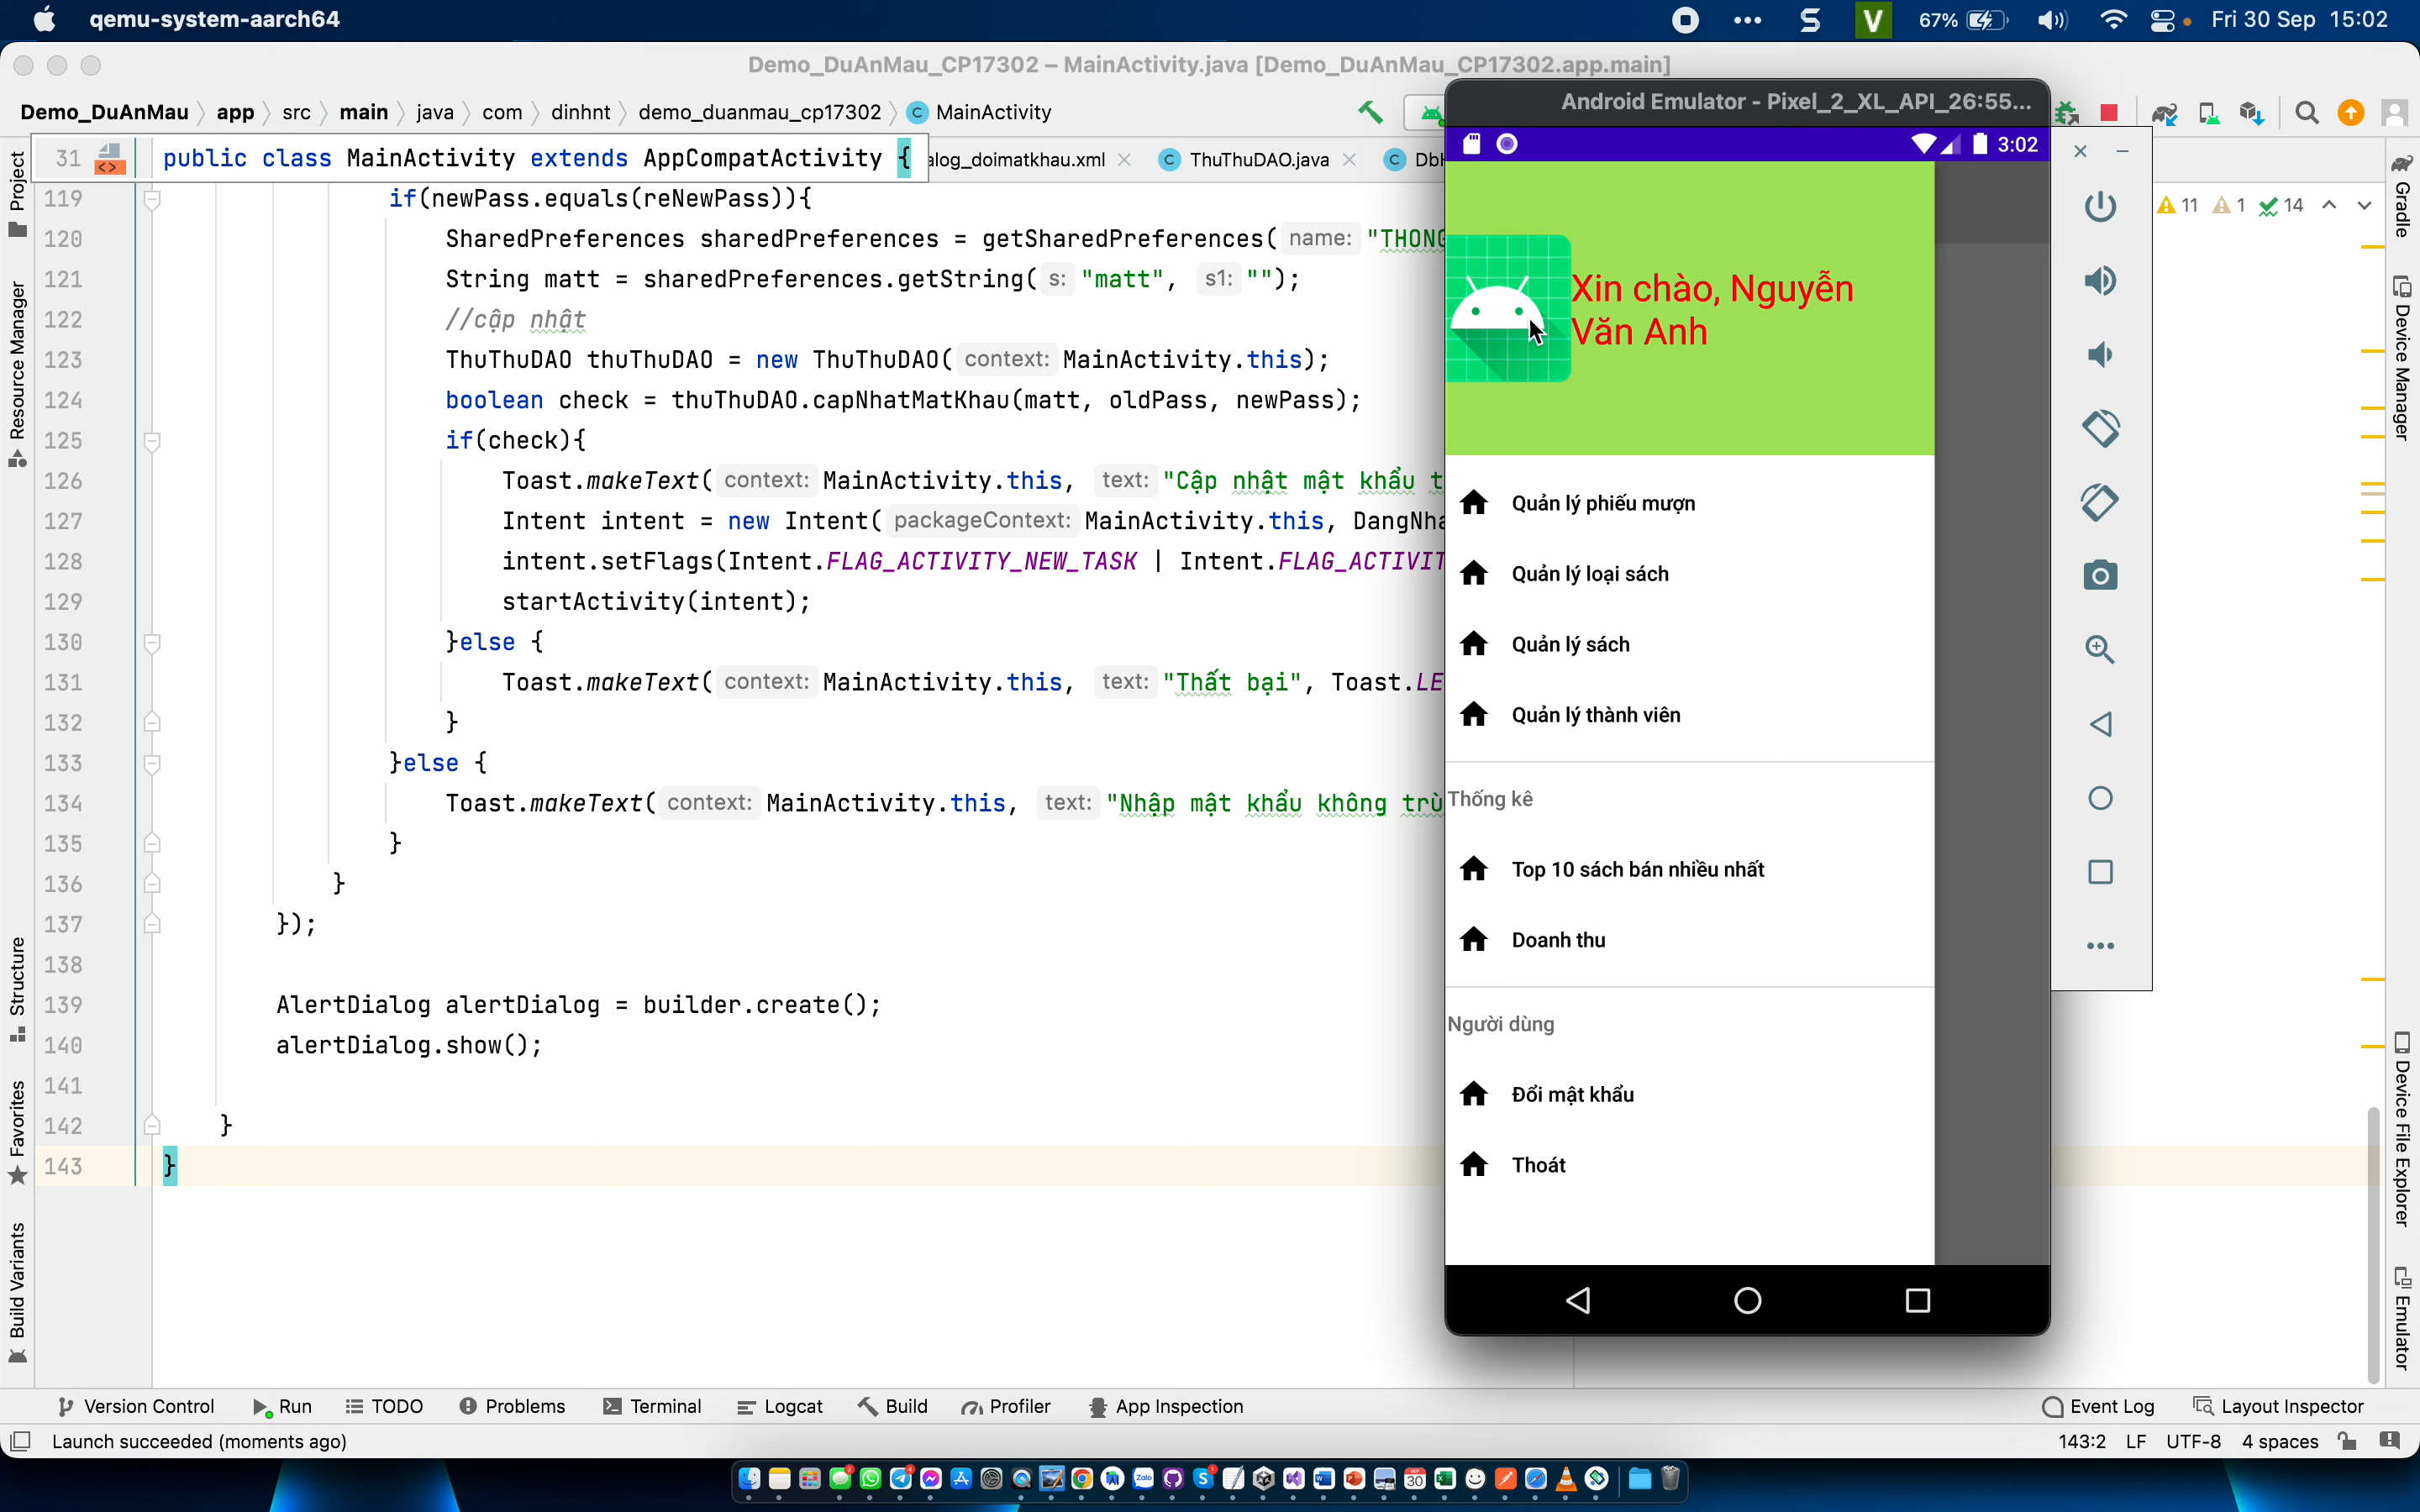 qemu-system-aarch64
67%
Fri 30 Sep 15:02
Demo_DuAnMau_CP17302 – MainActivity.java [Demo_DuAnMau_CP17302.app.main]
Demo_DuAnMau app src main java com dinhnt demo_duanmau_cp17302 MainActivity
31 public class MainActivity extends AppCompatActivity {
alog_doimatkhau.xml
ThuThuDAO.java
11 1 14
119 if(newPass.equals(reNewPass)){
120 SharedPreferences sharedPreferences = getSharedPreferences( name: "THONG
121 String matt = sharedPreferences.getString( s: "matt", s1: "");
122 //cập nhật
123 ThuThuDAO thuThuDAO = new ThuThuDAO( context: MainActivity.this);
124 boolean check = thuThuDAO.capNhatMatKhau(matt, oldPass, newPass);
125 if(check){
126 Toast.makeText( context: MainActivity.this, text: "Cập nhật mật khẩu t
127 Intent intent = new Intent( packageContext: MainActivity.this, DangNha
128 intent.setFlags(Intent.FLAG_ACTIVITY_NEW_TASK | Intent.FLAG_ACTIVIT
129 startActivity(intent);
130 }else {
131 Toast.makeText( context: MainActivity.this, text: "Thất bại", Toast.LE
132 }
133 }else {
134 Toast.makeText( context: MainActivity.this, text: "Nhập mật khẩu không trù
135 }
136 }
137 });
138
139 AlertDialog alertDialog = builder.create();
140 alertDialog.show();
141
142 }
143 }
Project
Resource Manager
Structure
Favorites
Build Variants
Android Emulator - Pixel_2_XL_API_26:55...
3:02
Xin chào, Nguyễn
Văn Anh
Quản lý phiếu mượn
Quản lý loại sách
Quản lý sách
Quản lý thành viên
Thống kê
Top 10 sách bán nhiều nhất
Doanh thu
Người dùng
Đổi mật khẩu
Thoát
Gradle
Device Manager
Device File Explorer
Emulator
Version Control Run TODO Problems Terminal Logcat Build Profiler App Inspection
Event Log Layout Inspector
Launch succeeded (moments ago)
143:2 LF UTF-8 4 spaces